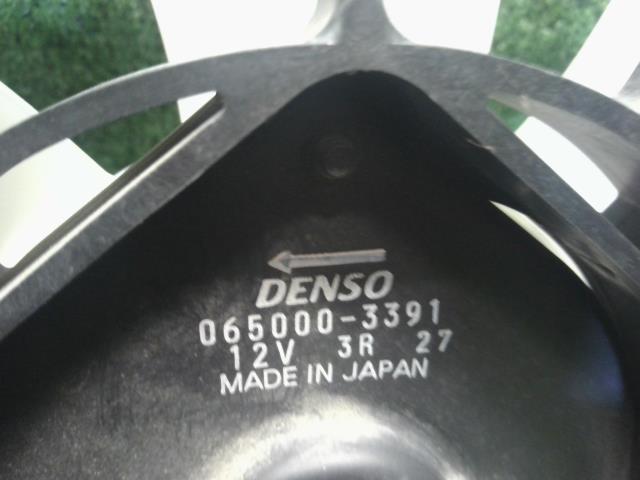 DENSO
065000-3391
12V 3R 27
MADE IN JAPAN